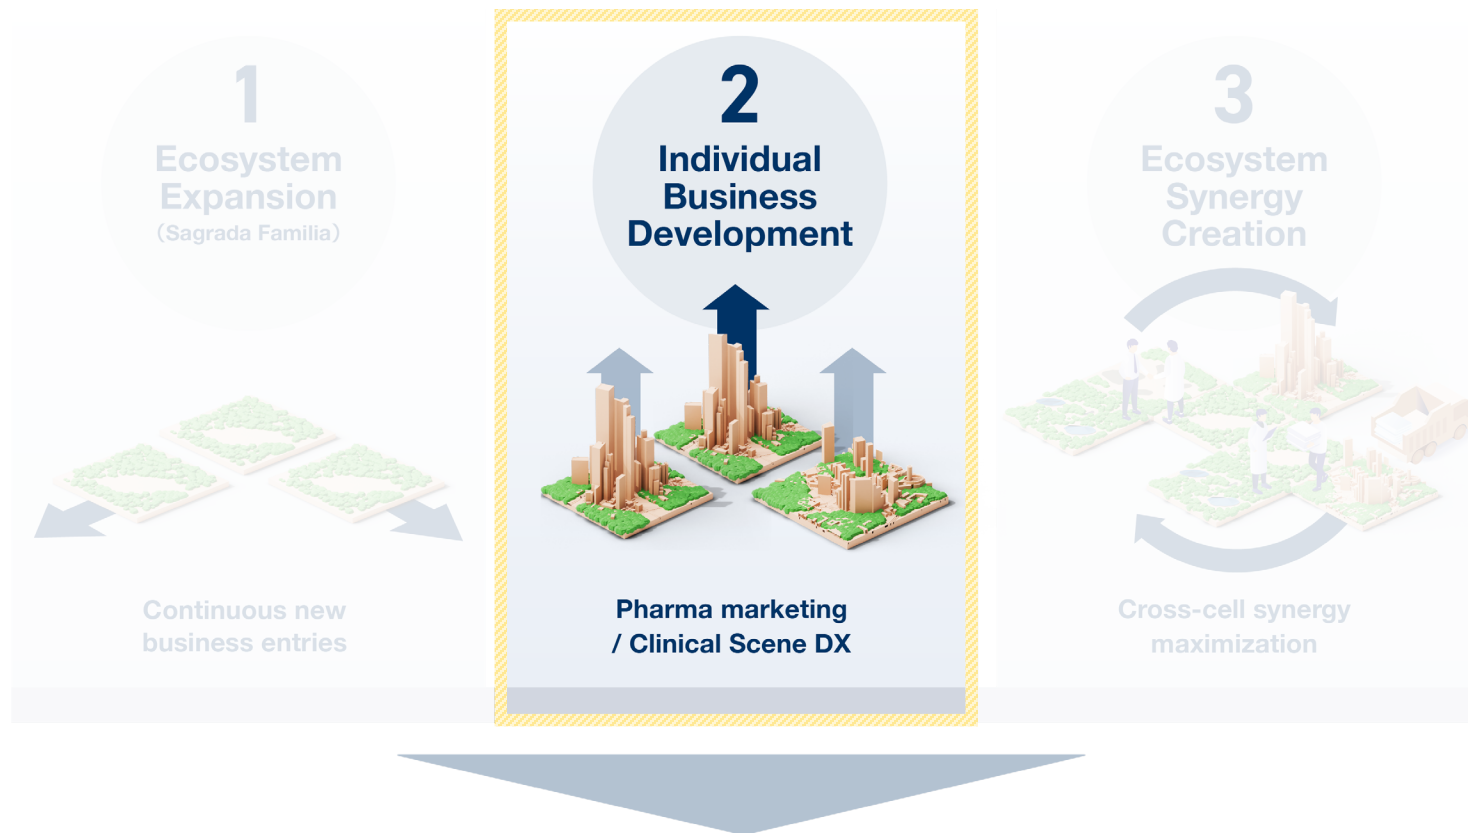 1
Ecosystem
Expansion
(Sagrada Familia)
Continuous new
business entries
2
Individual
Business
Development
Pharma marketing
/ Clinical Scene DX
3
Ecosystem
Synergy
Creation
Cross-cell synergy
maximization